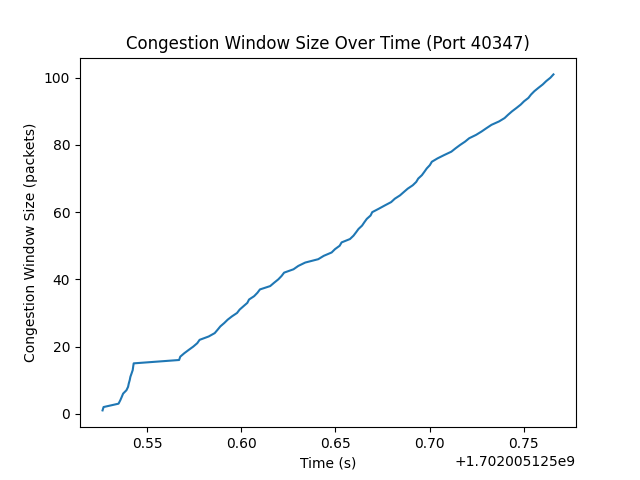 Congestion Window Size Over Time (Port 40347)
Congestion Window Size (packets)
100
80
60
40
20
0
0.55 0.60 0.65 0.70 0.75
Time (s)
+1.702005125e9